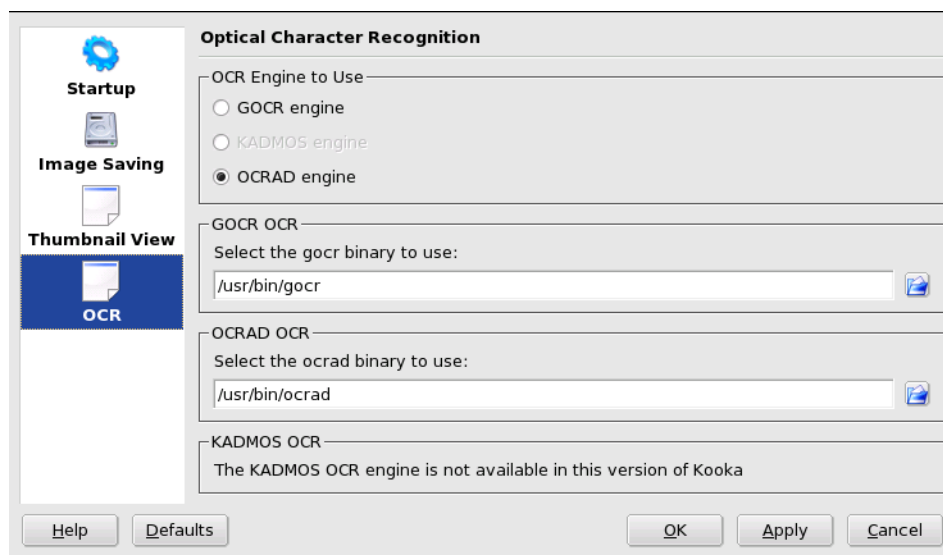 Startup
Image Saving
Thumbnail View
OCR
Optical Character Recognition
OCR Engine to Use
GOCR engine
KADMOS engine
OCRAD engine
GOCR OCR
Select the gocr binary to use:
/usr/bin/gocr
OCRAD OCR
Select the ocrad binary to use:
/usr/bin/ocrad
KADMOS OCR
The KADMOS OCR engine is not available in this version of Kooka
Help Defaults OK Apply Cancel